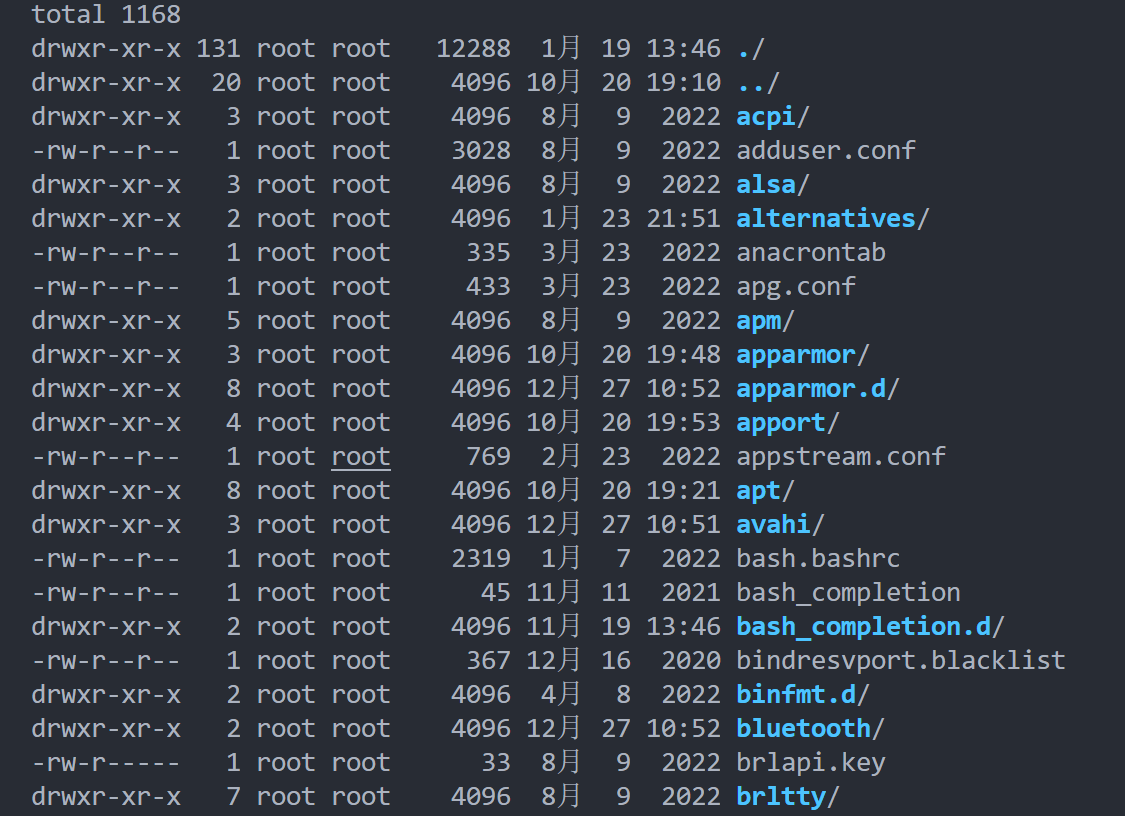 total 1168
drwxr-xr-x 131 root root   12288  1月  19 13:46 ./
drwxr-xr-x  20 root root    4096 10月  20 19:10 ../
drwxr-xr-x   3 root root    4096  8月   9  2022 acpi/
-rw-r--r--   1 root root    3028  8月   9  2022 adduser.conf
drwxr-xr-x   3 root root    4096  8月   9  2022 alsa/
drwxr-xr-x   2 root root    4096  1月  23 21:51 alternatives/
-rw-r--r--   1 root root     335  3月  23  2022 anacrontab
-rw-r--r--   1 root root     433  3月  23  2022 apg.conf
drwxr-xr-x   5 root root    4096  8月   9  2022 apm/
drwxr-xr-x   3 root root    4096 10月  20 19:48 apparmor/
drwxr-xr-x   8 root root    4096 12月  27 10:52 apparmor.d/
drwxr-xr-x   4 root root    4096 10月  20 19:53 apport/
-rw-r--r--   1 root root     769  2月  23  2022 appstream.conf
drwxr-xr-x   8 root root    4096 10月  20 19:21 apt/
drwxr-xr-x   3 root root    4096 12月  27 10:51 avahi/
-rw-r--r--   1 root root    2319  1月   7  2022 bash.bashrc
-rw-r--r--   1 root root      45 11月  11  2021 bash_completion
drwxr-xr-x   2 root root    4096 11月  19 13:46 bash_completion.d/
-rw-r--r--   1 root root     367 12月  16  2020 bindresvport.blacklist
drwxr-xr-x   2 root root    4096  4月   8  2022 binfmt.d/
drwxr-xr-x   2 root root    4096 12月  27 10:52 bluetooth/
-rw-r-----   1 root root      33  8月   9  2022 brlapi.key
drwxr-xr-x   7 root root    4096  8月   9  2022 brltty/